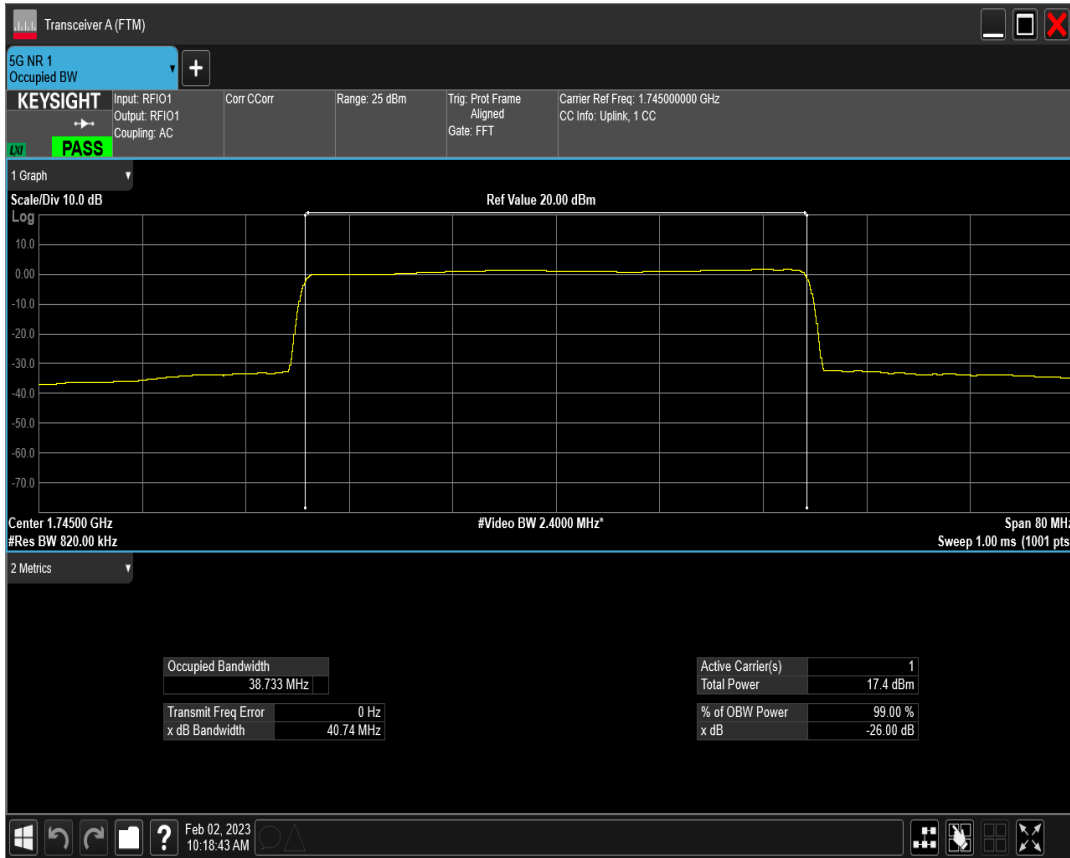 Transceiver A (FTM)
5G NR 1
Occupied BW
+
KEYSIGHT
LXI
PASS
Input: RFIO1
Output: RFIO1
Coupling: AC
Corr CCorr
Range: 25 dBm
Trig: Prot Frame
Aligned
Gate: FFT
Carrier Ref Freq: 1.745000000 GHz
CC Info: Uplink, 1 CC
1 Graph
Scale/Div 10.0 dB
Ref Value 20.00 dBm
Log
10.0
0.00
-10.0
-20.0
-30.0
-40.0
-50.0
-60.0
-70.0
Center 1.74500 GHz
#Video BW 2.4000 MHz*
Span 80 MHz
#Res BW 820.00 kHz
Sweep 1.00 ms (1001 pts
2 Metrics
Occupied Bandwidth
38.733 MHz
Transmit Freq Error 0 Hz
x dB Bandwidth 40.74 MHz
Active Carrier(s) 1
Total Power 17.4 dBm
% of OBW Power 99.00 %
x dB -26.00 dB
?
Feb 02, 2023
10:18:43 AM